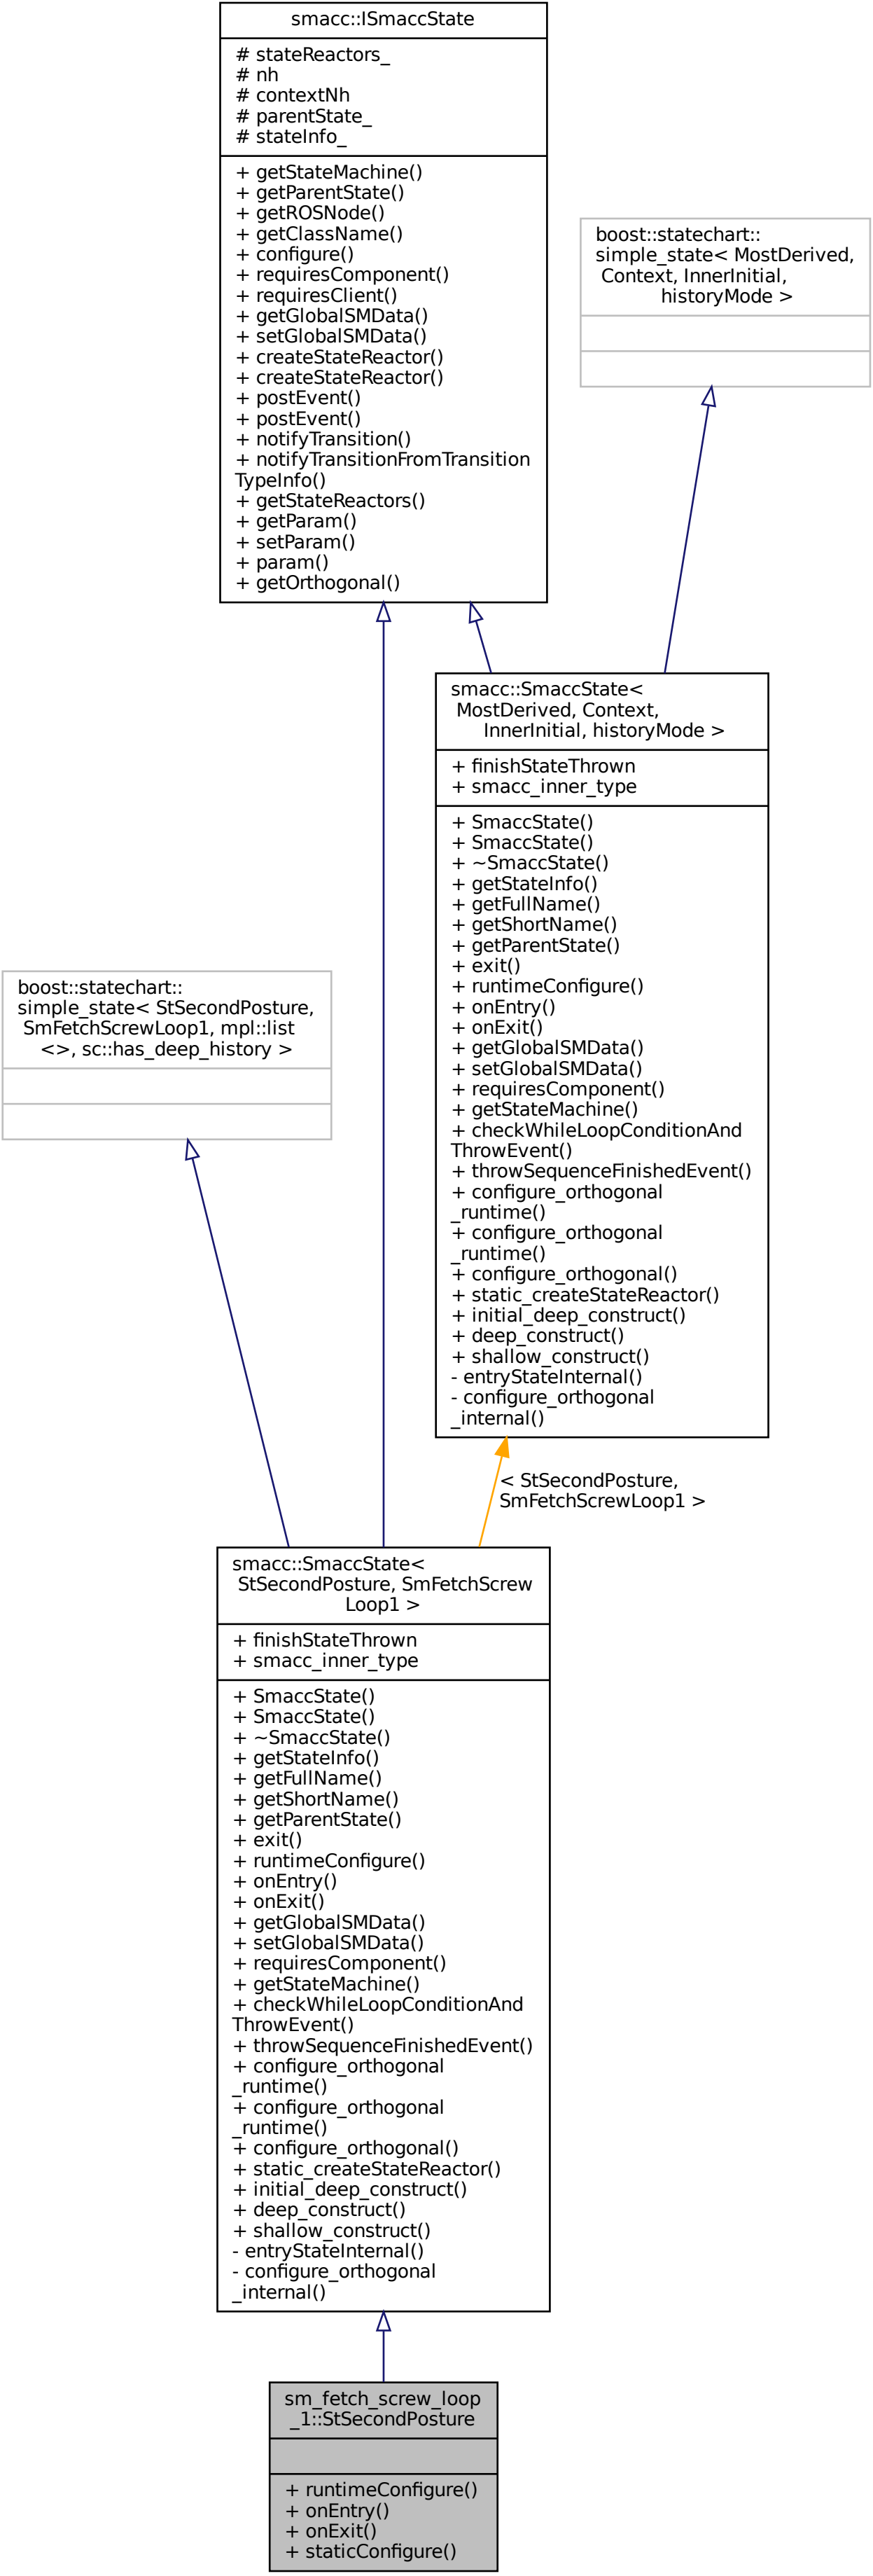 smacc::ISmaccState
# stateReactors_
# nh
# contextNh
# parentState_
# stateInfo_
+ getStateMachine()
+ getParentState()
+ getROSNode()
+ getClassName()
+ configure()
+ requiresComponent()
+ requiresClient()
+ getGlobalSMData()
+ setGlobalSMData()
+ createStateReactor()
+ createStateReactor()
+ postEvent()
+ postEvent()
+ notifyTransition()
+ notifyTransitionFromTransition
TypeInfo()
+ getStateReactors()
+ getParam()
+ setParam()
+ param()
+ getOrthogonal()
boost::statechart::
simple_state< MostDerived,
Context, InnerInitial,
historyMode >
smacc::SmaccState<
MostDerived, Context,
InnerInitial, historyMode >
+ finishStateThrown
+ smacc_inner_type
+ SmaccState()
+ SmaccState()
+ ~SmaccState()
+ getStateInfo()
+ getFullName()
+ getShortName()
+ getParentState()
+ exit()
+ runtimeConfigure()
+ onEntry()
+ onExit()
+ getGlobalSMData()
+ setGlobalSMData()
+ requiresComponent()
+ getStateMachine()
+ checkWhileLoopConditionAnd
ThrowEvent()
+ throwSequenceFinishedEvent()
+ configure_orthogonal
_runtime()
+ configure_orthogonal
_runtime()
+ configure_orthogonal()
+ static_createStateReactor()
+ initial_deep_construct()
+ deep_construct()
+ shallow_construct()
- entryStateInternal()
- configure_orthogonal
_internal()
boost::statechart::
simple_state< StSecondPosture,
SmFetchScrewLoop1, mpl::list
<>, sc::has_deep_history >
< StSecondPosture,
SmFetchScrewLoop1 >
smacc::SmaccState<
StSecondPosture, SmFetchScrew
Loop1 >
+ finishStateThrown
+ smacc_inner_type
+ SmaccState()
+ SmaccState()
+ ~SmaccState()
+ getStateInfo()
+ getFullName()
+ getShortName()
+ getParentState()
+ exit()
+ runtimeConfigure()
+ onEntry()
+ onExit()
+ getGlobalSMData()
+ setGlobalSMData()
+ requiresComponent()
+ getStateMachine()
+ checkWhileLoopConditionAnd
ThrowEvent()
+ throwSequenceFinishedEvent()
+ configure_orthogonal
_runtime()
+ configure_orthogonal
_runtime()
+ configure_orthogonal()
+ static_createStateReactor()
+ initial_deep_construct()
+ deep_construct()
+ shallow_construct()
- entryStateInternal()
- configure_orthogonal
_internal()
sm_fetch_screw_loop
_1::StSecondPosture
+ runtimeConfigure()
+ onEntry()
+ onExit()
+ staticConfigure()